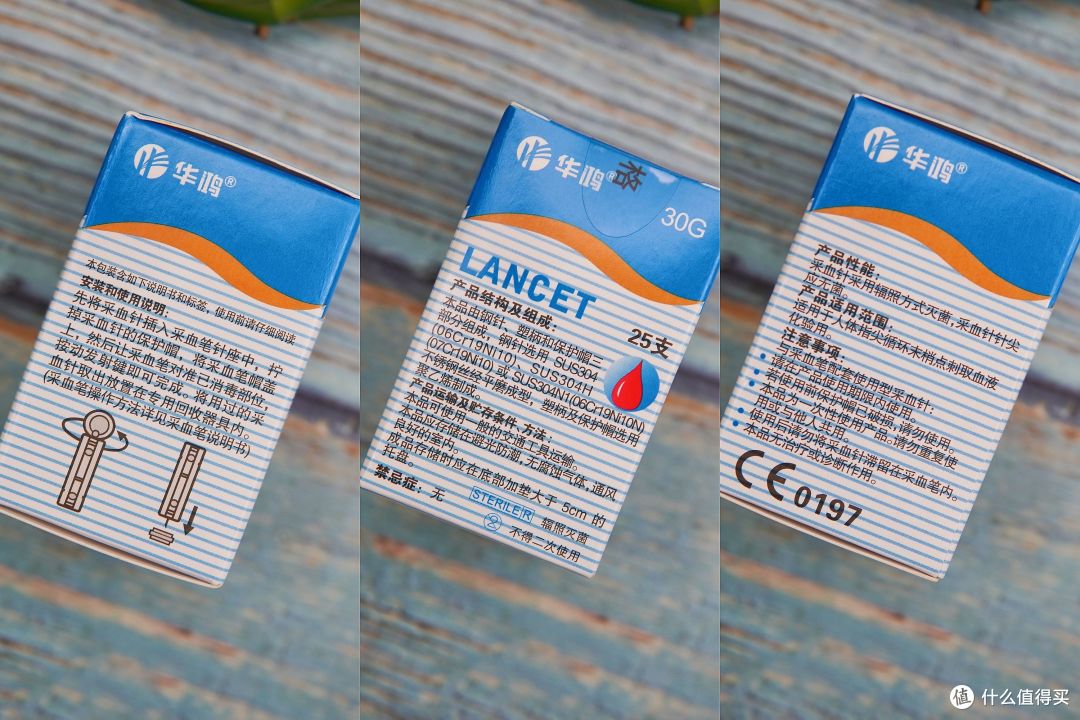 华鸿®
本包装含如下说明书和标签，使用前请仔细阅读
安装和使用说明：
先将采血针插入采血笔针座中，拧
掉采血针的保护帽，将采血笔帽盖
上，然后让采血笔对准已消毒部位，
按动发射键即可完成。将用过的采
血针取出放置在专用回收器具内。
(采血笔操作方法详见采血笔说明书)
华鸿®
格
30G
LANCET
25支
产品结构及组成：
本品由钢针、塑柄和保护帽三
部分组成，钢针选用 SUS304
(06Cr19Ni10)、SUS304H
(07Cr19Ni10) 或 SUS304N1(06Cr19Ni10N)
不锈钢丝经平磨成型，塑柄及保护帽选用
聚乙烯制成。
产品运输及贮存条件、方法：
本品可使用一般的交通工具运输。
本品应存储在避光防潮，无腐蚀气体，通风
良好的室内。
成品存储时应在底部加垫大于 5cm 的
托盘。
禁忌症：无
STERILE R 辐照灭菌
不得二次使用
华鸿®
产品性能：
采血针采用辐照方式灭菌，采血针针尖
应无菌。
产品适用范围：
适用于人体指尖循环末梢点刺取血液
化验用。
注意事项：
与采血笔配套使用型采血针：
请在产品使用期限内使用。
若使用前保护帽已破损，请勿使用。
本品为一次性使用产品。请勿重复使
用或与他人共用。
使用后请勿将采血针滞留在采血笔内。
本品无治疗或诊断作用。
CE 0197
值 什么值得买